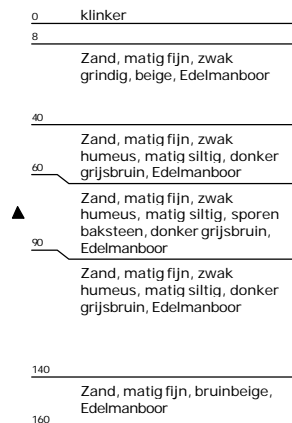 0 klinker
8
Zand, matig fijn, zwak
grindig, beige, Edelmanboor
40
Zand, matig fijn, zwak
humeus, matig siltig, donker
grijsbruin, Edelmanboor
60
Zand, matig fijn, zwak
humeus, matig siltig, sporen
baksteen, donker grijsbruin,
Edelmanboor
90
Zand, matig fijn, zwak
humeus, matig siltig, donker
grijsbruin, Edelmanboor
140
Zand, matig fijn, bruinbeige,
Edelmanboor
160